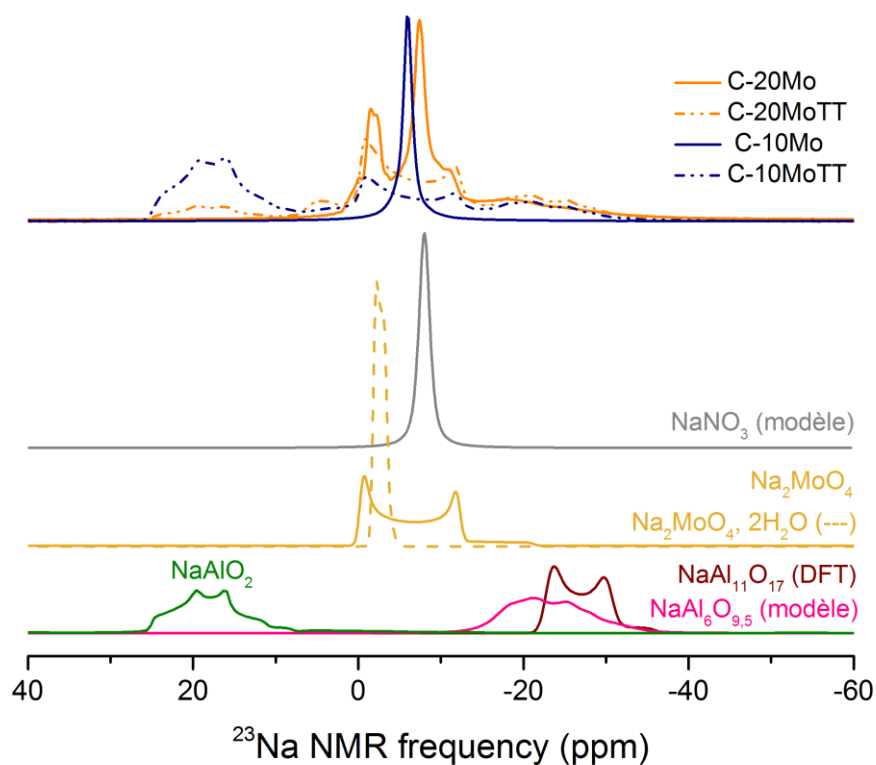 C-20Mo
C-20MoTT
C-10Mo
C-10MoTT
NaNO₃ (modèle)
Na₂MoO₄
Na₂MoO₄, 2H₂O (---)
NaAlO₂
NaAl₁₁O₁₇ (DFT)
NaAl₆O₉,₅ (modèle)
40 20 0 -20 -40 -60
²³Na NMR frequency (ppm)